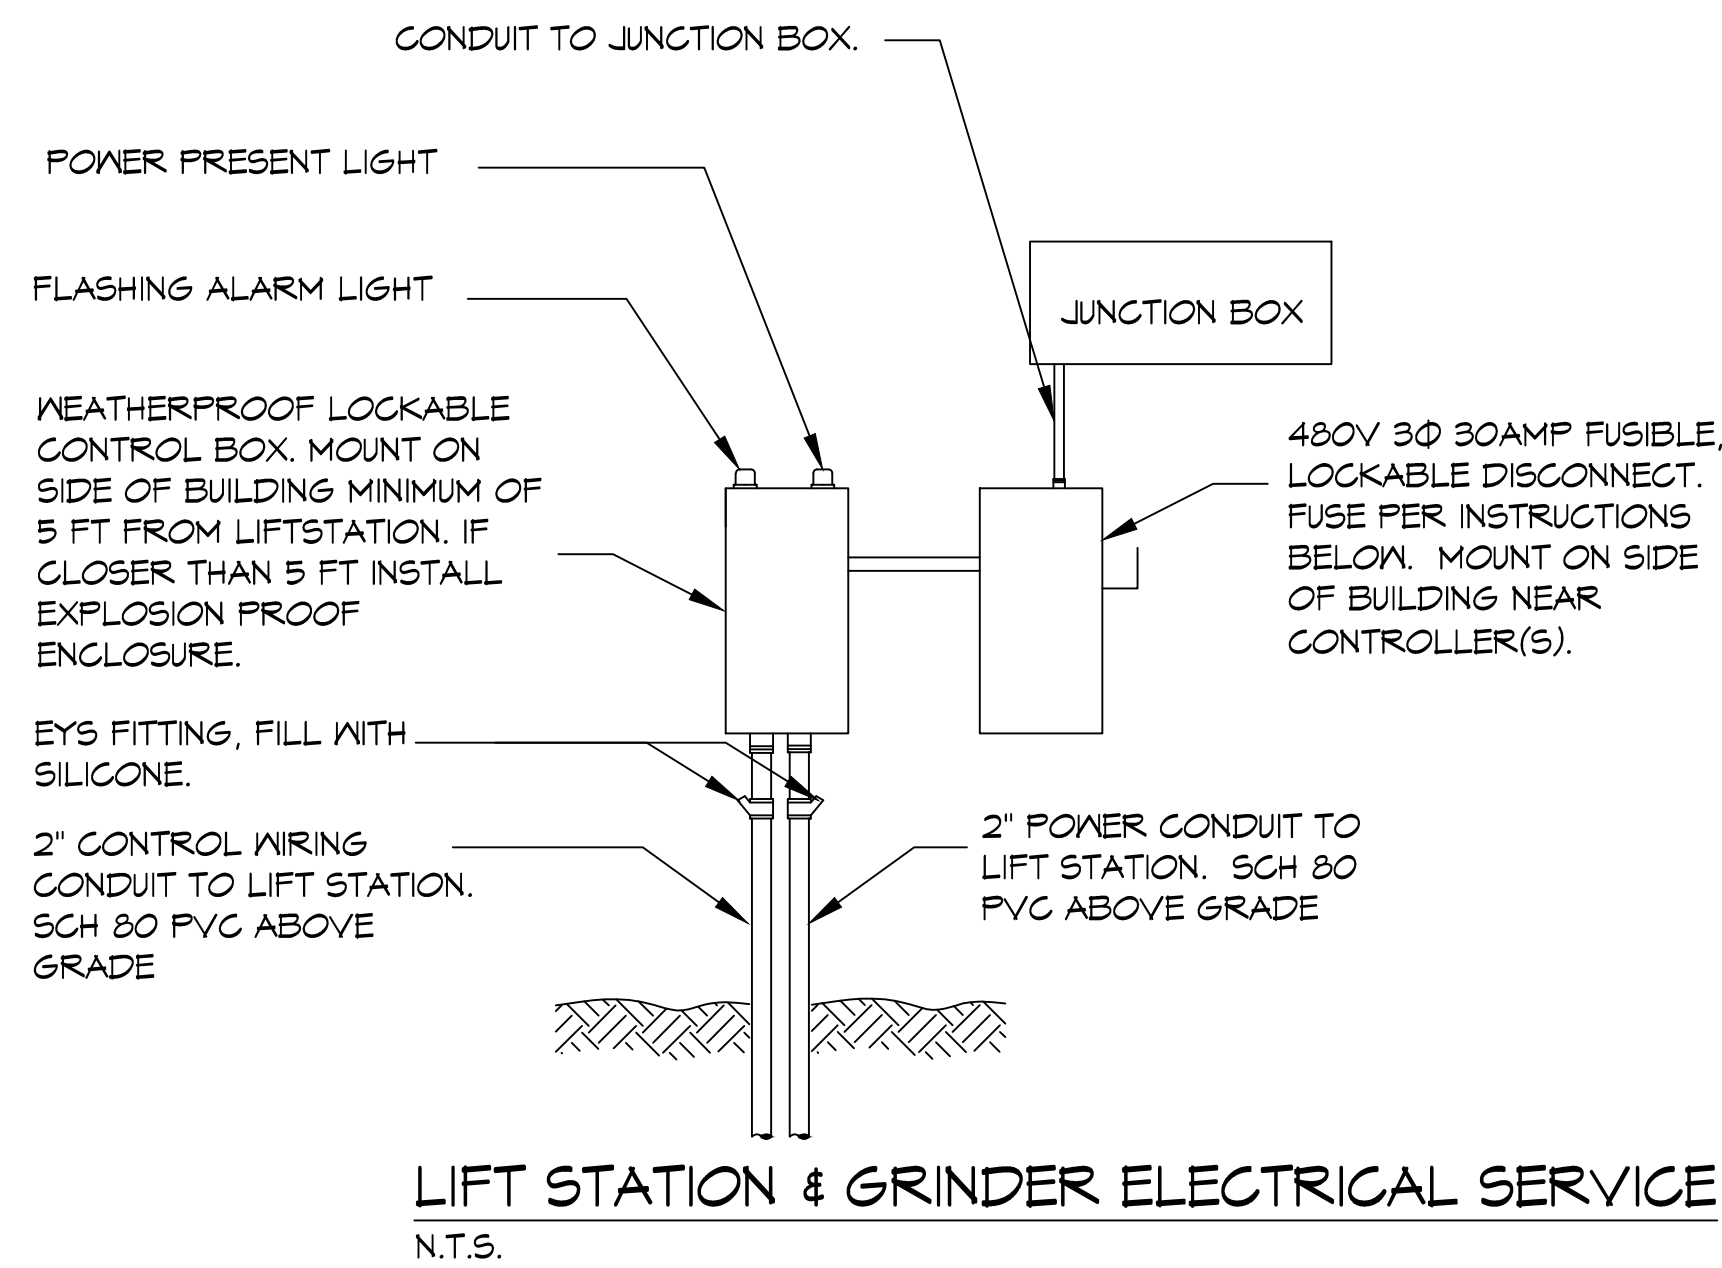 CONDUIT TO JUNCTION BOX.
POWER PRESENT LIGHT
FLASHING ALARM LIGHT
JUNCTION BOX
WEATHERPROOF LOCKABLE
CONTROL BOX. MOUNT ON
SIDE OF BUILDING MINIMUM OF
5 FT FROM LIFTSTATION. IF
CLOSER THAN 5 FT INSTALL
EXPLOSION PROOF
ENCLOSURE.
480V 3Φ 30AMP FUSIBLE,
LOCKABLE DISCONNECT.
FUSE PER INSTRUCTIONS
BELOW. MOUNT ON SIDE
OF BUILDING NEAR
CONTROLLER(S).
EYS FITTING, FILL WITH
SILICONE.
2" CONTROL WIRING
CONDUIT TO LIFT STATION.
SCH 80 PVC ABOVE
GRADE
2" POWER CONDUIT TO
LIFT STATION. SCH 80
PVC ABOVE GRADE
LIFT STATION & GRINDER ELECTRICAL SERVICE
N.T.S.